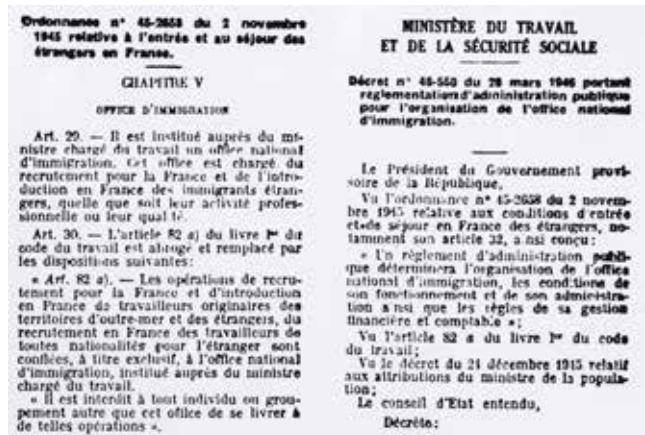 Ordonnance n° 45-2658 du 2 novembre
1945 relative à l'entrée et au séjour des
étrangers en France.
CHAPITRE V
OFFICE D'IMMIGRATION
Art. 29. — Il est institué auprès du mi-
nistre chargé du travail un office national
d'immigration. Cet office est chargé du
recrutement pour la France et de l'intro-
duction en France des immigrants étran-
gers, quelle que soit leur activité profes-
sionnelle ou leur qualité.
Art. 30. — L'article 82 a) du livre Ier du
code du travail est abrogé et remplacé par
les dispositions suivantes:
« Art. 82 a). — Les opérations de recru-
tement pour la France et d'introduction
en France de travailleurs originaires des
territoires d'outre-mer et des étrangers, du
recrutement en France des travailleurs de
toutes nationalités pour l'étranger sont
confiées, à titre exclusif, à l'office national
d'immigration, institué auprès du ministre
chargé du travail.
« Il est interdit à tout individu ou grou-
pement autre que cet office de se livrer à
de telles opérations ».
MINISTÈRE DU TRAVAIL
ET DE LA SÉCURITÉ SOCIALE
Décret n° 46-550 du 26 mars 1946 portant
réglementation d'administration publique
pour l'organisation de l'office national
d'immigration.
Le Président du Gouvernement provi-
soire de la République,
Vu l'ordonnance n° 45-2658 du 2 novem-
bre 1945 relative aux conditions d'entrée
et de séjour en France des étrangers, no-
tamment son article 32, ainsi conçu:
« Un règlement d'administration publi-
que déterminera l'organisation de l'office
national d'immigration, les conditions de
son fonctionnement et de son administra-
tion ainsi que les règles de sa gestion
financière et comptable »;
Vu l'article 82 a du livre Ier du code
du travail;
Vu le décret du 24 décembre 1945 relatif
aux attributions du ministre de la popula-
tion;
Le conseil d'Etat entendu,
Décrète: